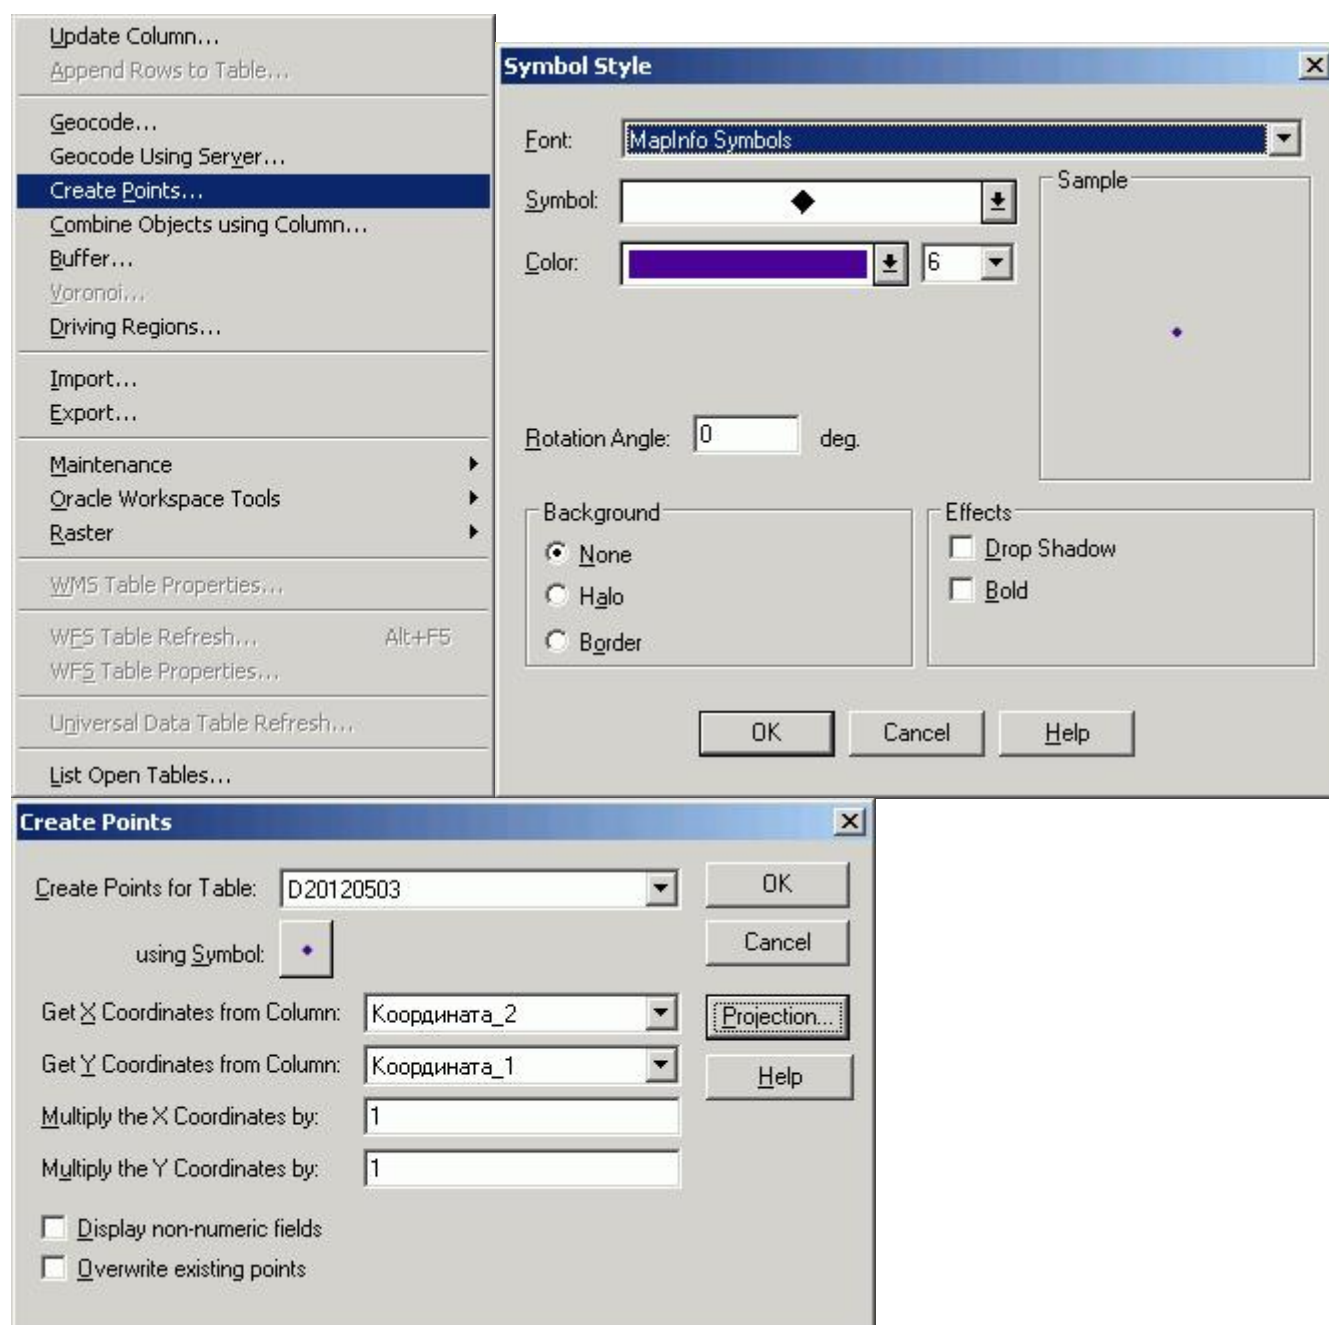 Update Column...
Append Rows to Table...
Geocode...
Geocode Using Server...
Create Points...
Combine Objects using Column...
Buffer...
Voronoi...
Driving Regions...
Import...
Export...
Maintenance
Oracle Workspace Tools
Raster
WMS Table Properties...
WFS Table Refresh... Alt+F5
WFS Table Properties...
Universal Data Table Refresh...
List Open Tables...
Symbol Style
Font: MapInfo Symbols
Symbol:
Sample
Color: 6
Rotation Angle: 0 deg.
Background
None
Halo
Border
Effects
Drop Shadow
Bold
OK Cancel Help
Create Points
Create Points for Table: D20120503 OK
using Symbol: Cancel
Get X Coordinates from Column: Координата_2 Projection...
Get Y Coordinates from Column: Координата_1 Help
Multiply the X Coordinates by: 1
Multiply the Y Coordinates by: 1
Display non-numeric fields
Overwrite existing points